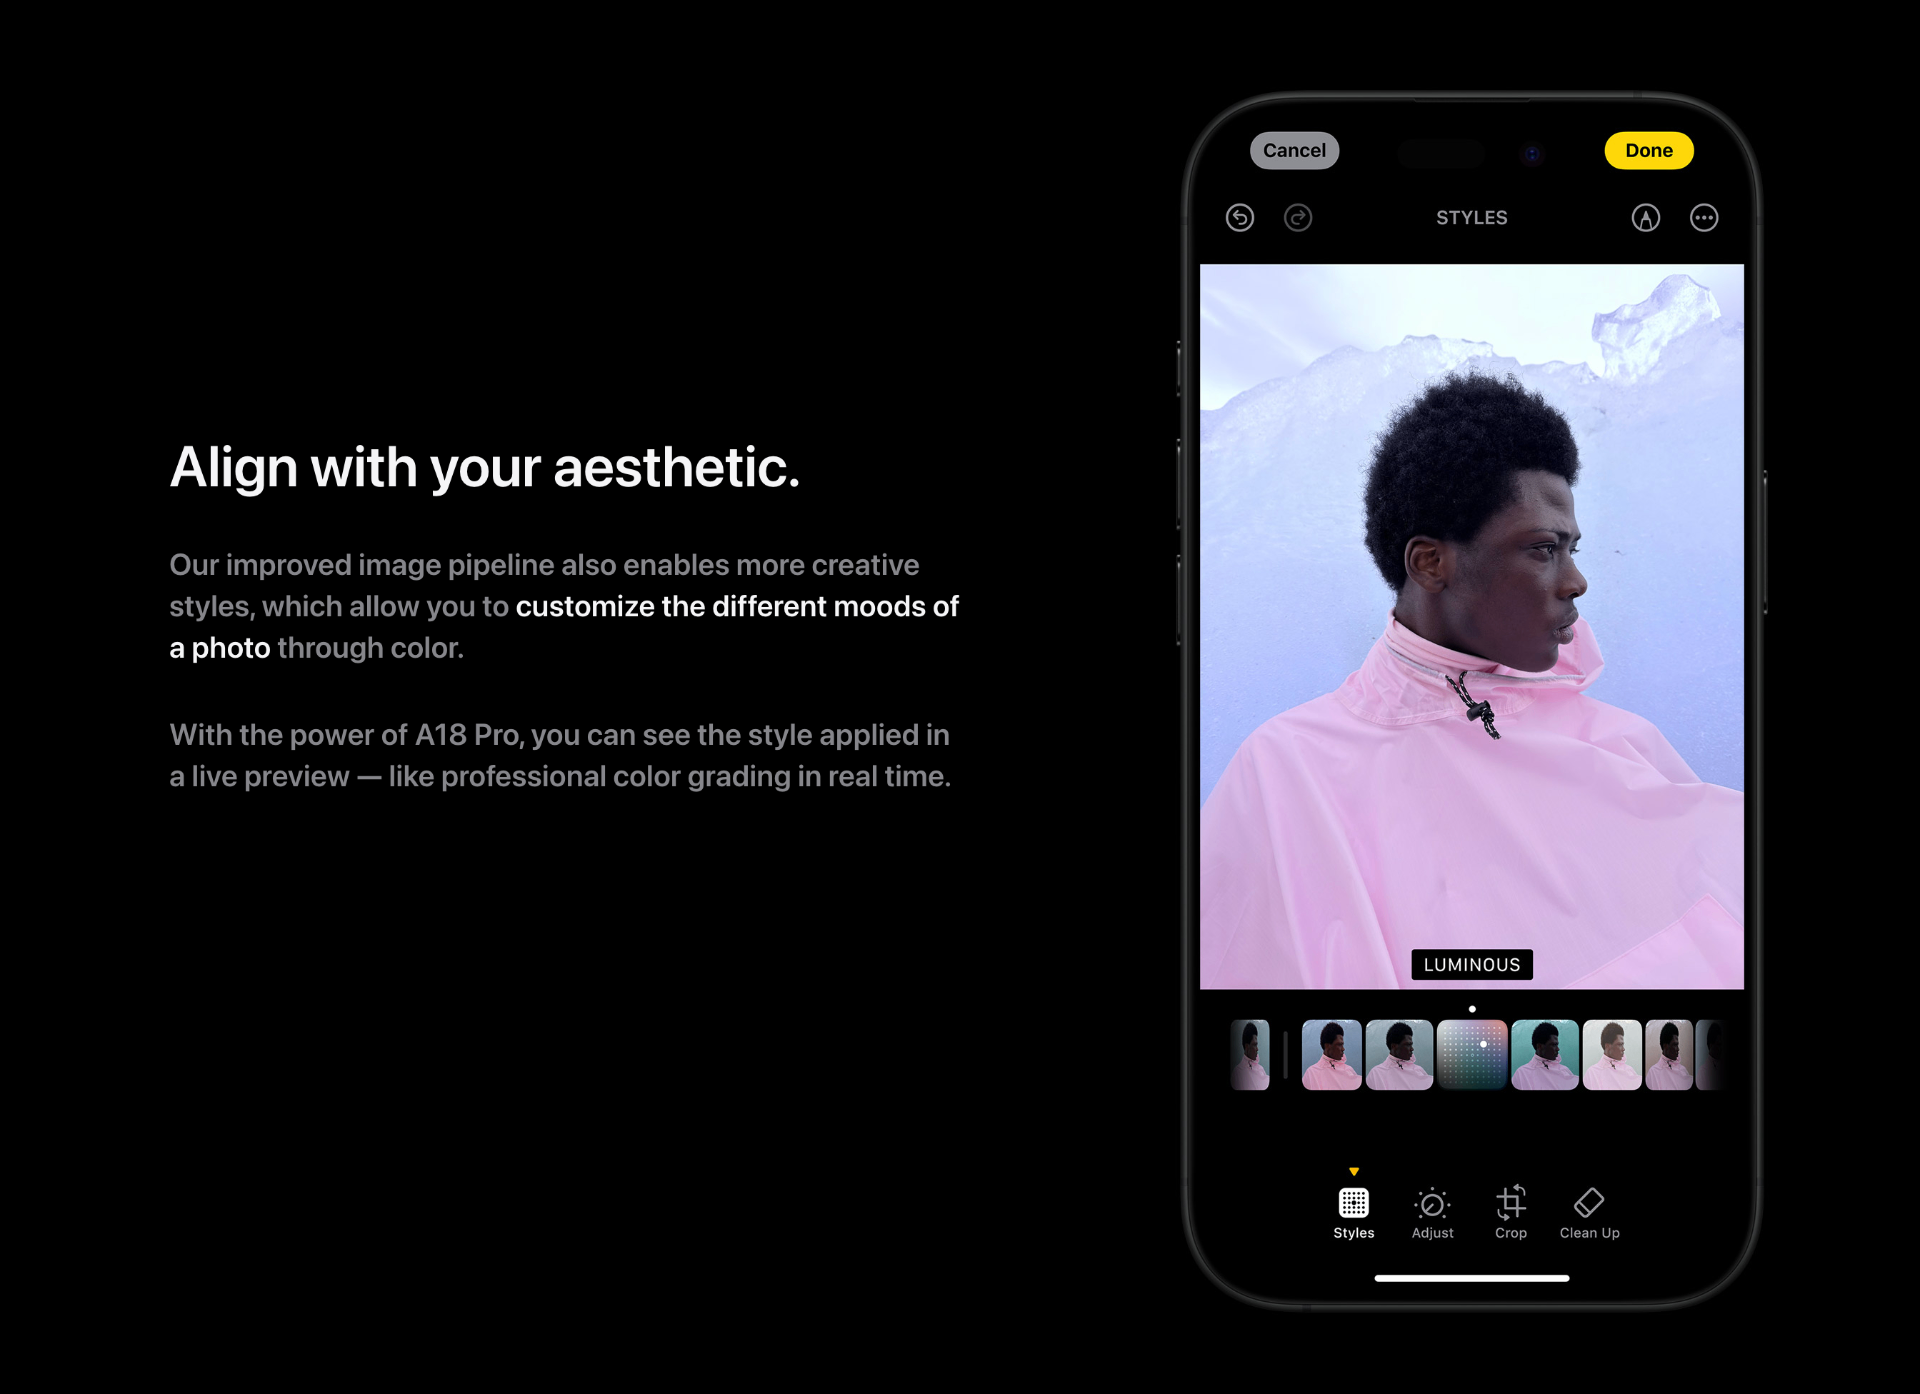 Align with your aesthetic.
Our improved image pipeline also enables more creative
styles, which allow you to customize the different moods of
a photo through color.
With the power of A18 Pro, you can see the style applied in
a live preview — like professional color grading in real time.
Cancel
Done
STYLES
LUMINOUS
Styles
Adjust
Crop
Clean Up